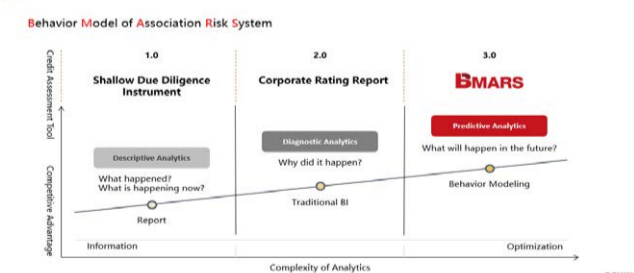 Behavior Model of Association Risk System
Credit Assessment Tool
Competitive Advantage
1.0
Shallow Due Diligence
Instrument
Descriptive Analytics
What happened?
What is happening now?
Report
2.0
Corporate Rating Report
Diagnostic Analytics
Why did it happen?
Traditional BI
3.0
BMARS
Predictive Analytics
What will happen in the future?
Behavior Modeling
Information
Optimization
Complexity of Analytics